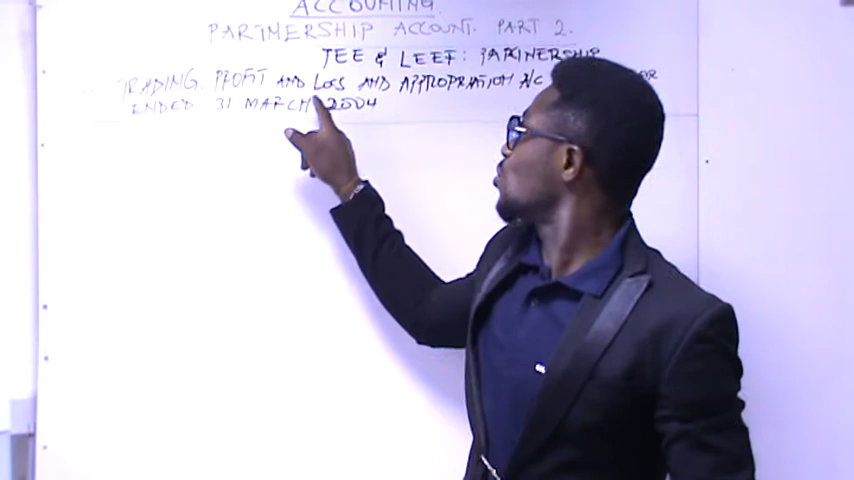 ACCOUNTING
PARTNERSHIP ACCOUNT. PART 2.
TEE & LEEF: PARTNERSHIP
TRADING. PROFIT AND LOSS AND APPROPRIATION A/C
ENDED 31 MARCH 2004